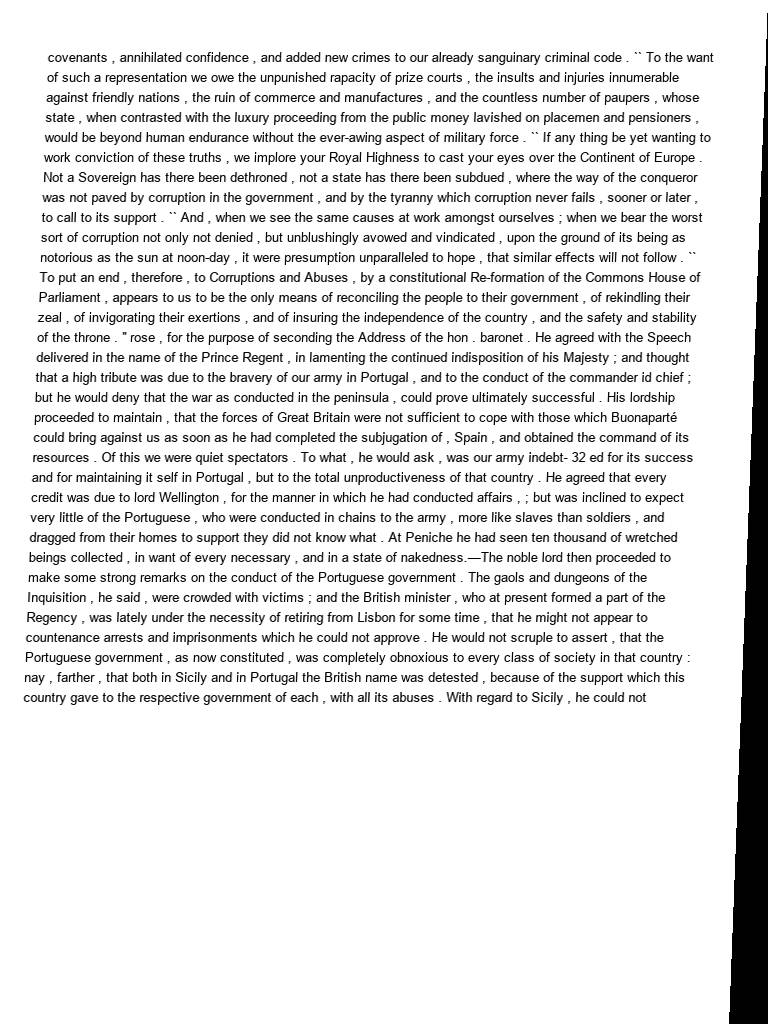 covenants , annihilated confidence , and added new crimes to our already sanguinary criminal code . `` To the want
of such a representation we owe the unpunished rapacity of prize courts , the insults and injuries innumerable
against friendly nations , the ruin of commerce and manufactures , and the countless number of paupers , whose
state , when contrasted with the luxury proceeding from the public money lavished on placemen and pensioners ,
would be beyond human endurance without the ever-awing aspect of military force . `` If any thing be yet wanting to
work conviction of these truths , we implore your Royal Highness to cast your eyes over the Continent of Europe .
Not a Sovereign has there been dethroned , not a state has there been subdued , where the way of the conqueror
was not paved by corruption in the government , and by the tyranny which corruption never fails , sooner or later ,
to call to its support . `` And , when we see the same causes at work amongst ourselves ; when we bear the worst
sort of corruption not only not denied , but unblushingly avowed and vindicated , upon the ground of its being as
notorious as the sun at noon-day , it were presumption unparalleled to hope , that similar effects will not follow . ``
To put an end , therefore , to Corruptions and Abuses , by a constitutional Re-formation of the Commons House of
Parliament , appears to us to be the only means of reconciling the people to their government , of rekindling their
zeal , of invigorating their exertions , and of insuring the independence of the country , and the safety and stability
of the throne . '' rose , for the purpose of seconding the Address of the hon . baronet . He agreed with the Speech
delivered in the name of the Prince Regent , in lamenting the continued indisposition of his Majesty ; and thought
that a high tribute was due to the bravery of our army in Portugal , and to the conduct of the commander id chief ;
but he would deny that the war as conducted in the peninsula , could prove ultimately successful . His lordship
proceeded to maintain , that the forces of Great Britain were not sufficient to cope with those which Buonaparté
could bring against us as soon as he had completed the subjugation of , Spain , and obtained the command of its
resources . Of this we were quiet spectators . To what , he would ask , was our army indebt- 32 ed for its success
and for maintaining it self in Portugal , but to the total unproductiveness of that country . He agreed that every
credit was due to lord Wellington , for the manner in which he had conducted affairs , ; but was inclined to expect
very little of the Portuguese , who were conducted in chains to the army , more like slaves than soldiers , and
dragged from their homes to support they did not know what . At Peniche he had seen ten thousand of wretched
beings collected , in want of every necessary , and in a state of nakedness.—The noble lord then proceeded to
make some strong remarks on the conduct of the Portuguese government . The gaols and dungeons of the
Inquisition , he said , were crowded with victims ; and the British minister , who at present formed a part of the
Regency , was lately under the necessity of retiring from Lisbon for some time , that he might not appear to
countenance arrests and imprisonments which he could not approve . He would not scruple to assert , that the
Portuguese government , as now constituted , was completely obnoxious to every class of society in that country :
nay , farther , that both in Sicily and in Portugal the British name was detested , because of the support which this
country gave to the respective government of each , with all its abuses . With regard to Sicily , he could not